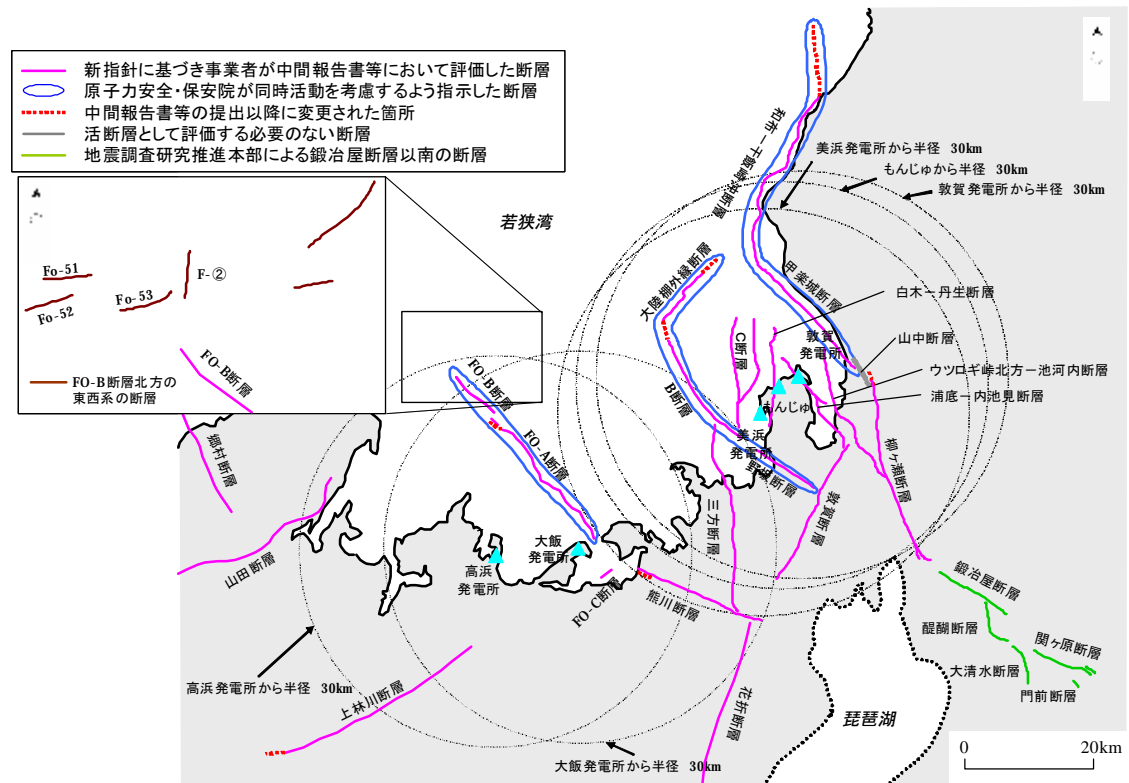 新指針に基づき事業者が中間報告書等において評価した断層
原子力安全・保安院が同時活動を考慮するよう指示した断層
中間報告書等の提出以降に変更された箇所
活断層として評価する必要のない断層
地震調査研究推進本部による鍛冶屋断層以南の断層
Fo-51
F-②
Fo-52
Fo-53
FO-B断層
FO-B断層北方の
東西系の断層
若狭湾
和布－干飯崎沖断層
美浜発電所から半径 30km
もんじゅから半径 30km
敦賀発電所から半径 30km
大陸棚外縁断層
甲楽城断層
白木－丹生断層
C断層
敦賀
発電所
山中断層
ウツロギ峠北方－池河内断層
浦底－内池見断層
B断層
もんじゅ
美浜
発電所
野坂断層
柳ヶ瀬断層
FO-B断層
FO-A断層
郷村断層
山田断層
三方断層
敦賀断層
大飯
発電所
高浜
発電所
FO-C断層
熊川断層
鍛冶屋断層
醍醐断層
関ヶ原断層
大清水断層
門前断層
高浜発電所から半径 30km
上林川断層
花折断層
琵琶湖
大飯発電所から半径 30km
0 20km